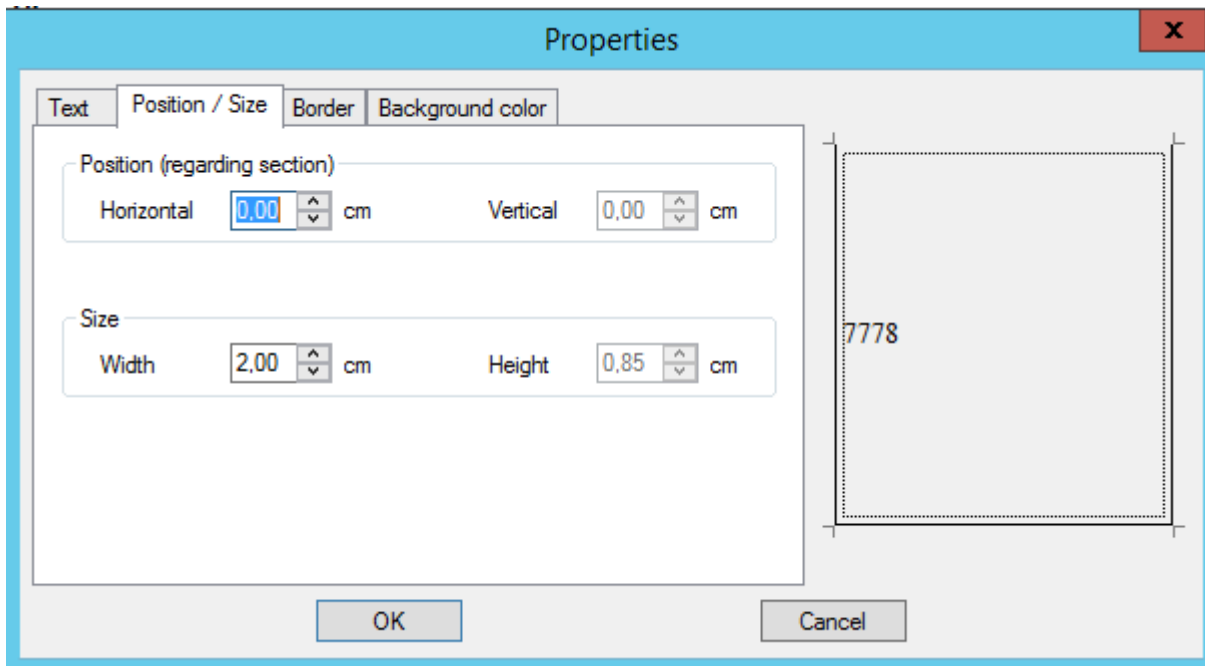 Properties
x
Text Position / Size Border Background color
Position (regarding section)
Horizontal 0,00 cm Vertical 0,00 cm
Size
Width 2,00 cm Height 0,85 cm
7778
OK Cancel